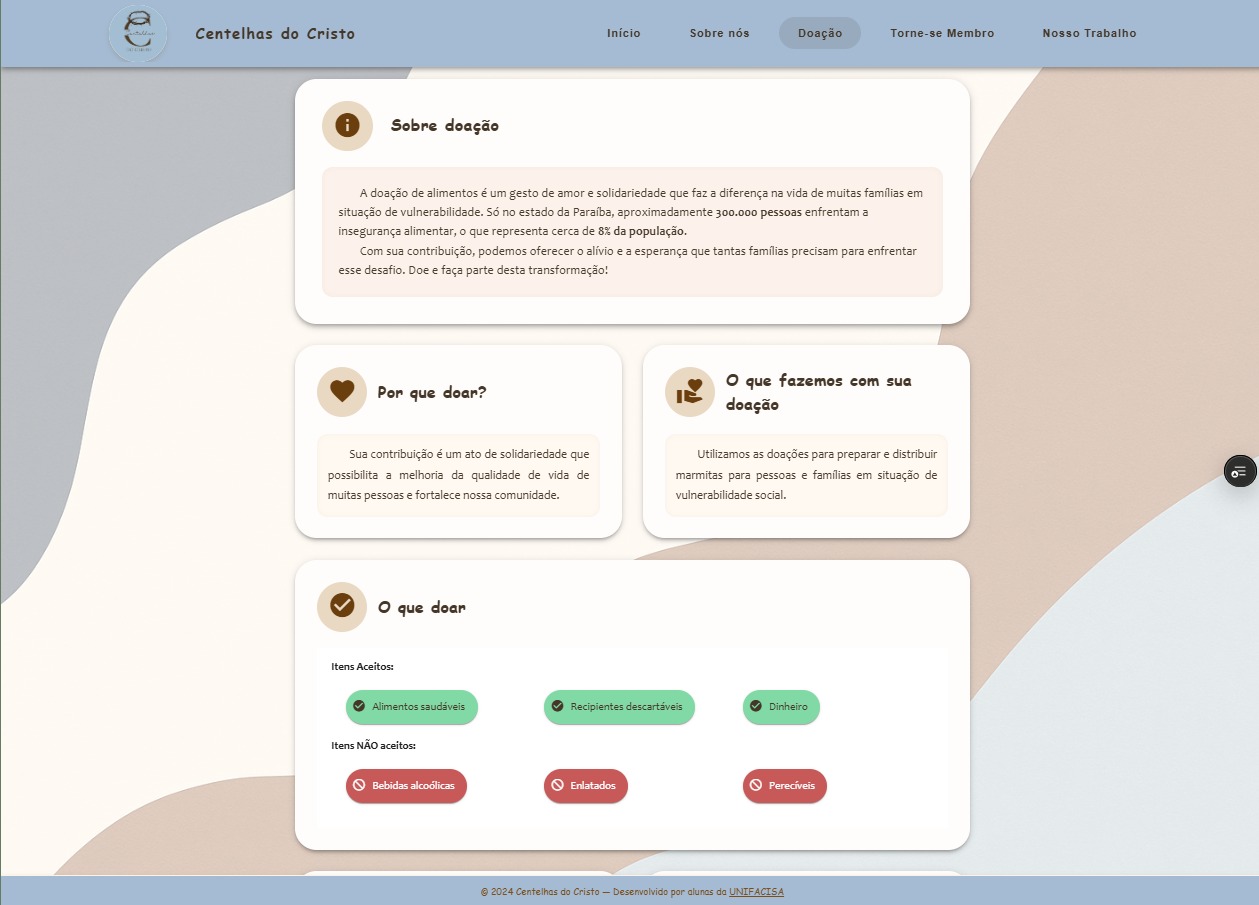 Centelhas do Cristo
Início
Sobre nós
Doação
Torne-se Membro
Nosso Trabalho
Sobre doação
A doação de alimentos é um gesto de amor e solidariedade que faz a diferença na vida de muitas famílias em
situação de vulnerabilidade. Só no estado da Paraíba, aproximadamente 300.000 pessoas enfrentam a
insegurança alimentar, o que representa cerca de 8% da população.
Com sua contribuição, podemos oferecer o alívio e a esperança que tantas famílias precisam para enfrentar
esse desafio. Doe e faça parte desta transformação!
Por que doar?
Sua contribuição é um ato de solidariedade que
possibilita a melhoria da qualidade de vida de
muitas pessoas e fortalece nossa comunidade.
O que fazemos com sua
doação
Utilizamos as doações para preparar e distribuir
marmitas para pessoas e famílias em situação de
vulnerabilidade social.
O que doar
Itens Aceitos:
Alimentos saudáveis
Recipientes descartáveis
Dinheiro
Itens NÃO aceitos:
Bebidas alcoólicas
Enlatados
Perecíveis
© 2024 Centelhas do Cristo — Desenvolvido por alunas da UNIFACISA